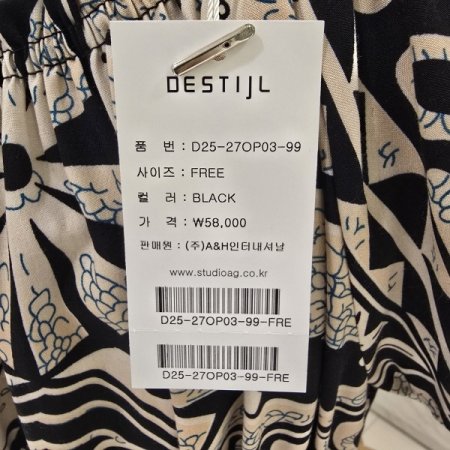 DESTIJL
품 번 : D25-27OP03-99
사이즈 : FREE
컬 러 : BLACK
가 격 : ₩58,000
판매원 : (주)A&H인터내셔날
www.studioag.co.kr
D25-27OP03-99-FRE
D25-27OP03-99-FRE